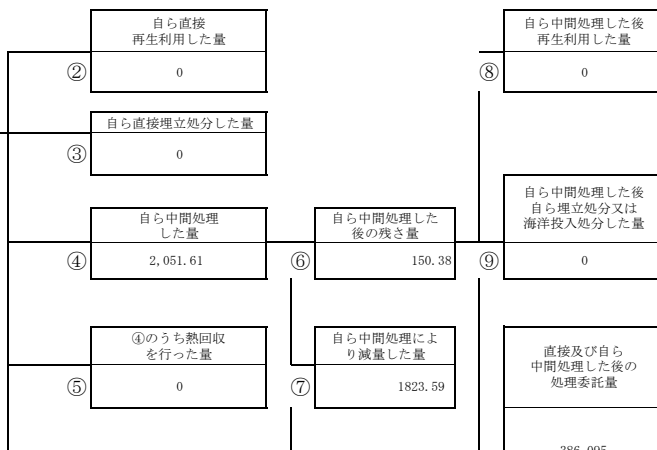 自ら直接
再生利用した量
②
0
自ら中間処理した後
再生利用した量
⑧
0
自ら直接埋立処分した量
③
0
自ら中間処理
した量
④
2,051.61
自ら中間処理した
後の残さ量
⑥
150.38
自ら中間処理した後
自ら埋立処分又は
海洋投入処分した量
⑨
0
④のうち熱回収
を行った量
⑤
0
自ら中間処理によ
り減量した量
⑦
1823.59
直接及び自ら
中間処理した後の
処理委託量
386.095